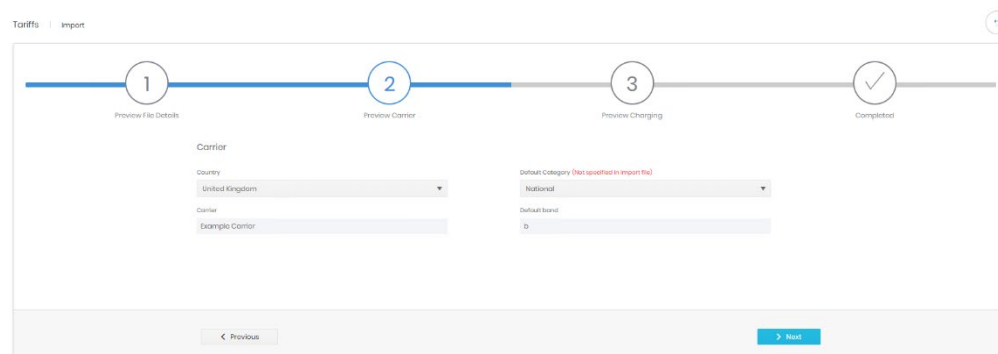 Tariffs | Import
1 2 3
Preview File Details Preview Carrier Preview Charging Completed
Carrier
Country Default Category (Not specified in import file)
United Kingdom National
Carrier Default band
Example Carrier b
< Previous > Next